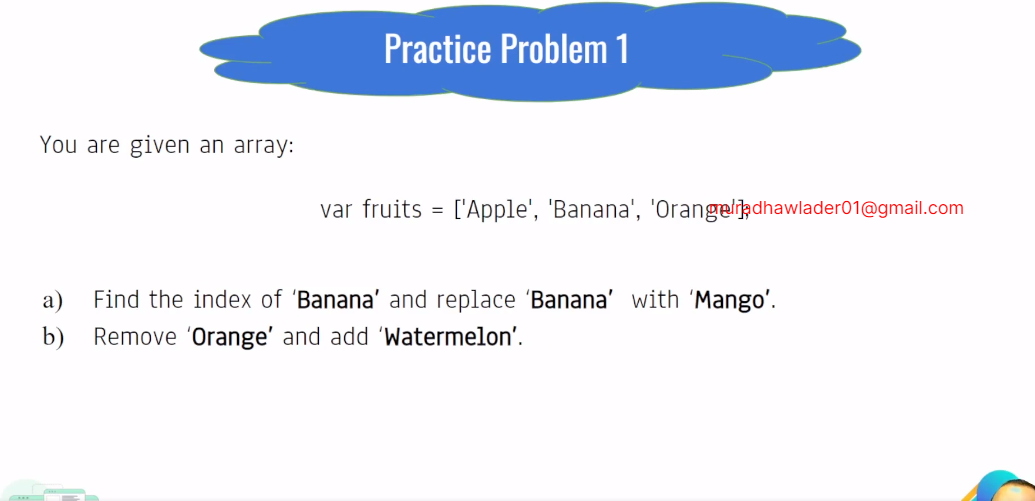 Practice Problem 1
You are given an array:
var fruits = ['Apple', 'Banana', 'Orange'];
muradhawlader01@gmail.com
a) Find the index of ‘Banana’ and replace ‘Banana’ with ‘Mango’.
b) Remove ‘Orange’ and add ‘Watermelon’.